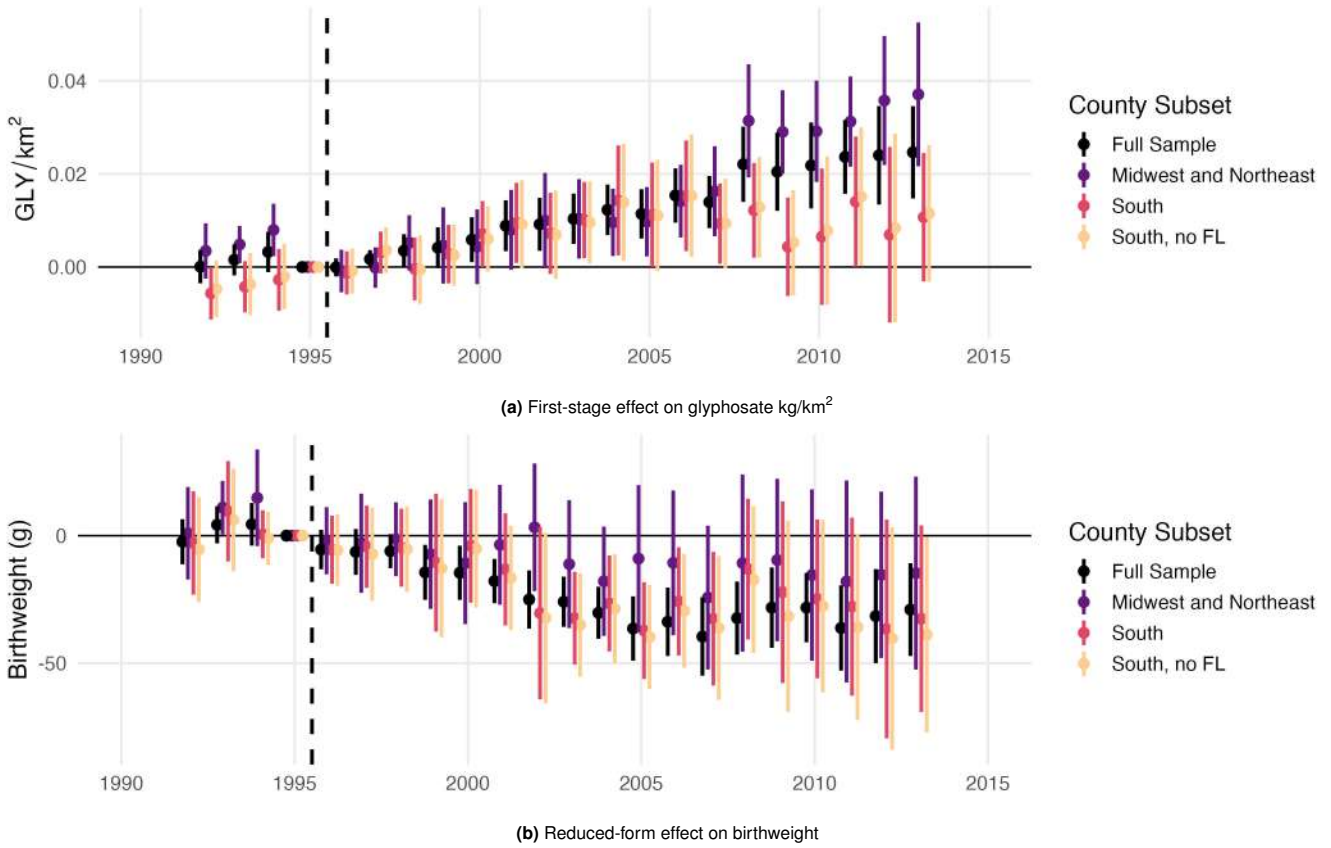 0.04
0.02
0.00
GLY/km²
1990
1995
2000
2005
2010
2015
County Subset
Full Sample
Midwest and Northeast
South
South, no FL
(a) First-stage effect on glyphosate kg/km²
0
-50
Birthweight (g)
1990
1995
2000
2005
2010
2015
County Subset
Full Sample
Midwest and Northeast
South
South, no FL
(b) Reduced-form effect on birthweight